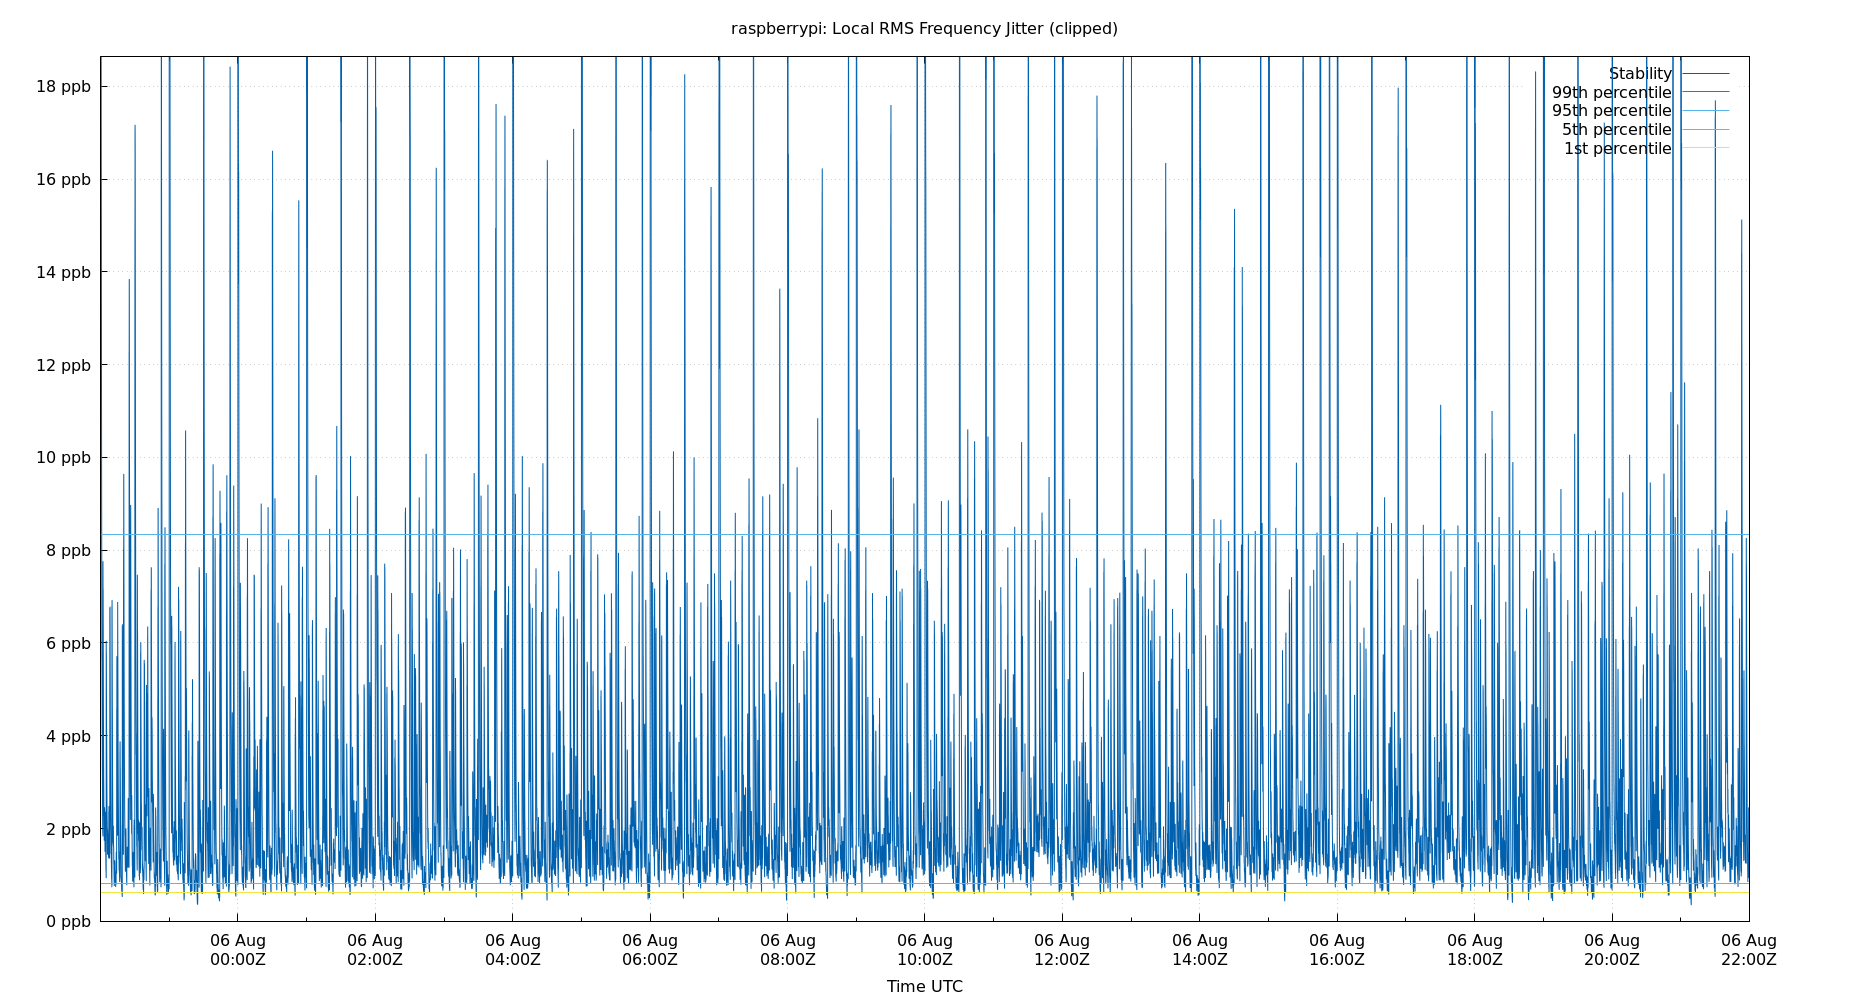 raspberrypi: Local RMS Frequency Jitter (clipped)
Stability
99th percentile
95th percentile
5th percentile
1st percentile
18 ppb
16 ppb
14 ppb
12 ppb
10 ppb
8 ppb
6 ppb
4 ppb
2 ppb
0 ppb
06 Aug 06 Aug 06 Aug 06 Aug 06 Aug 06 Aug 06 Aug 06 Aug 06 Aug 06 Aug 06 Aug 06 Aug
00:00Z 02:00Z 04:00Z 06:00Z 08:00Z 10:00Z 12:00Z 14:00Z 16:00Z 18:00Z 20:00Z 22:00Z
Time UTC